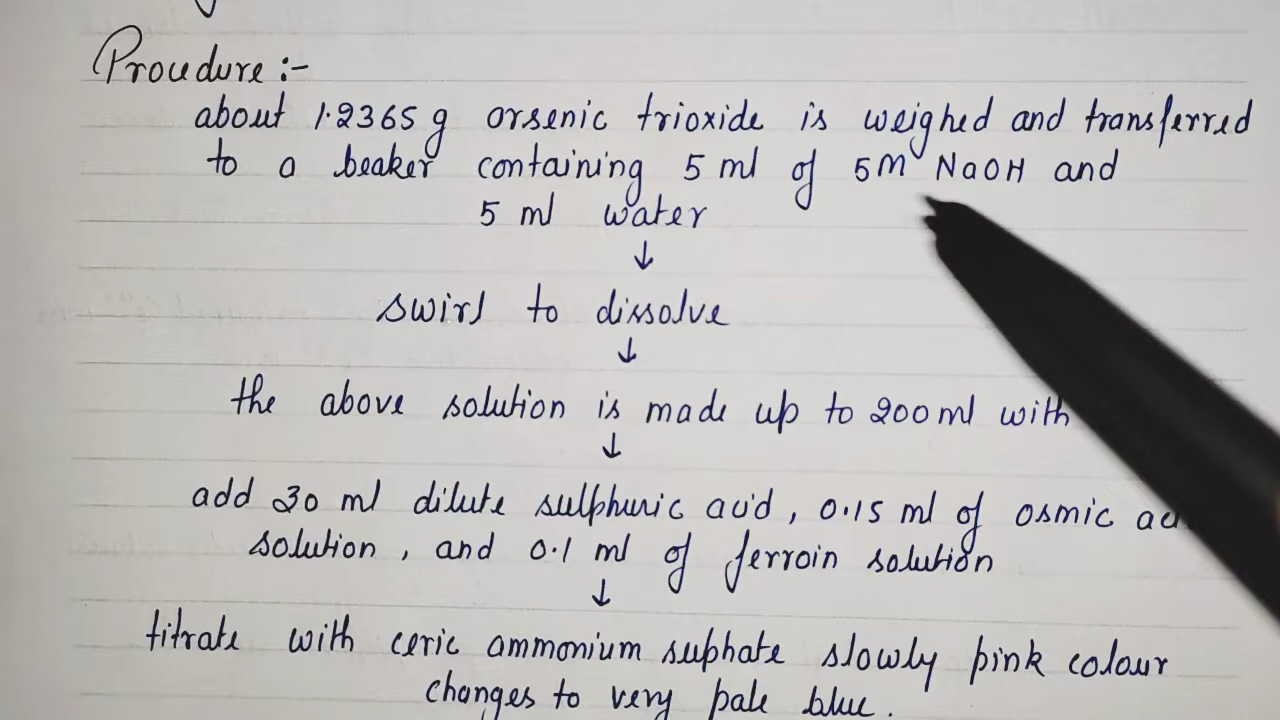 Procedure :-
about 1.2365 g arsenic trioxide is weighed and transferred
to a beaker containing 5 ml of 5M NaOH and
5 ml water
↓
swirl to dissolve
↓
the above solution is made up to 200 ml with
↓
add 30 ml dilute sulphuric acid, 0.15 ml of osmic
solution, and 0.1 ml of ferroin solution
↓
titrate with ceric ammonium suphate slowly pink colour
changes to very pale blue.